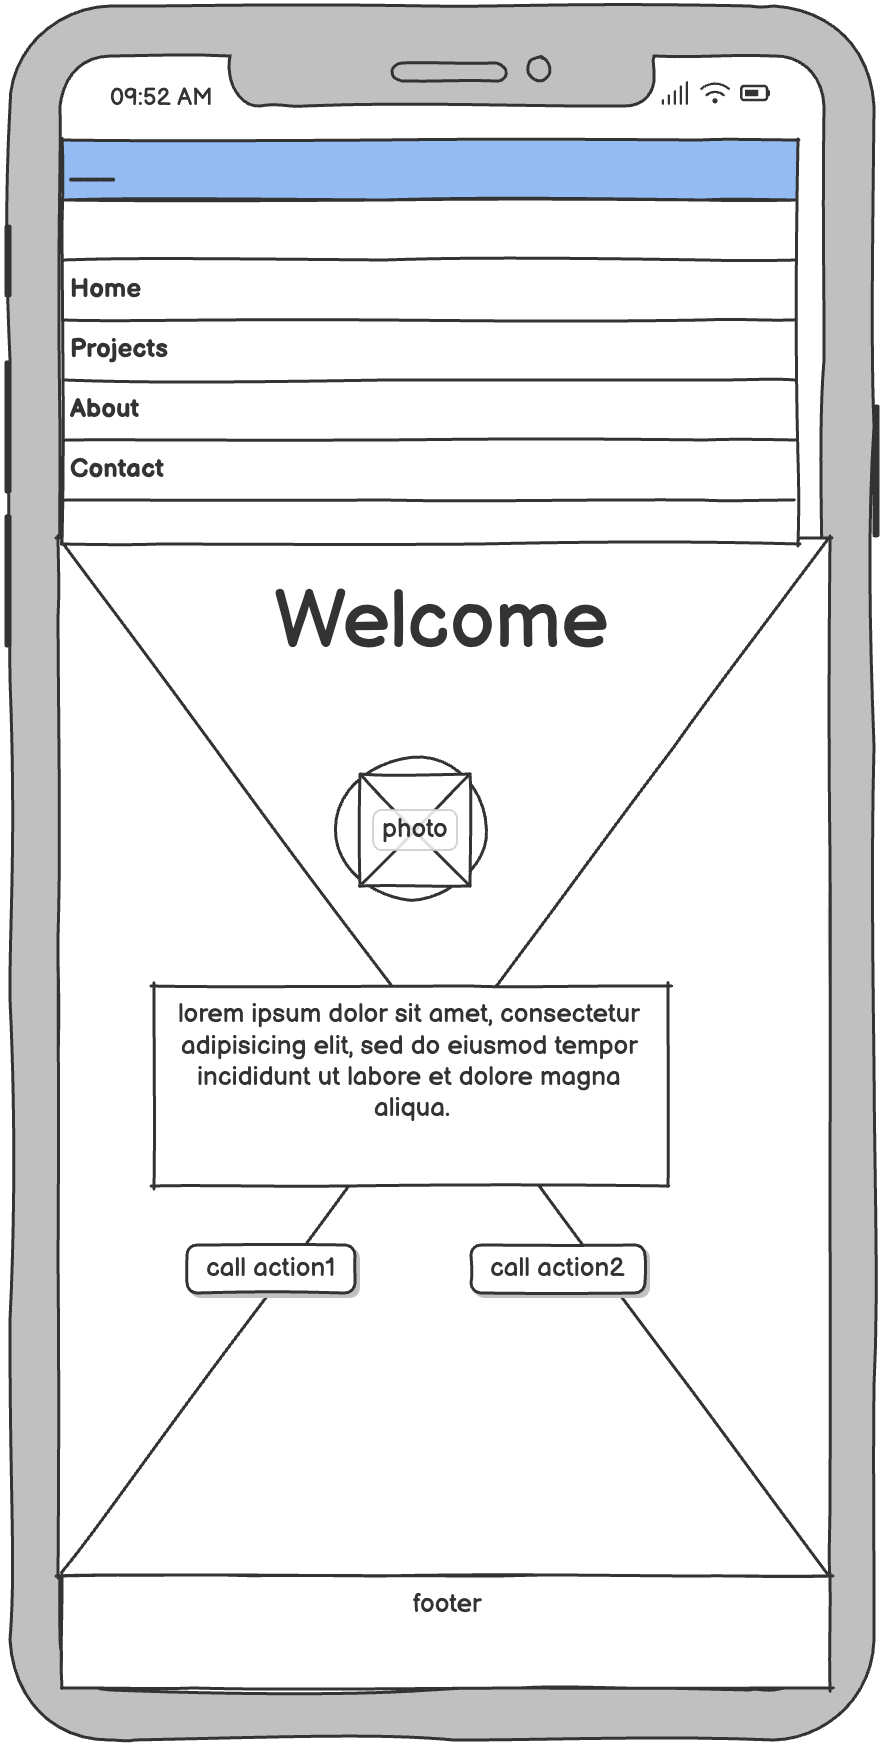 09:52 AM
Home
Projects
About
Contact
Welcome
photo
lorem ipsum dolor sit amet, consectetur
adipisicing elit, sed do eiusmod tempor
incididunt ut labore et dolore magna
aliqua.
call action1
call action2
footer